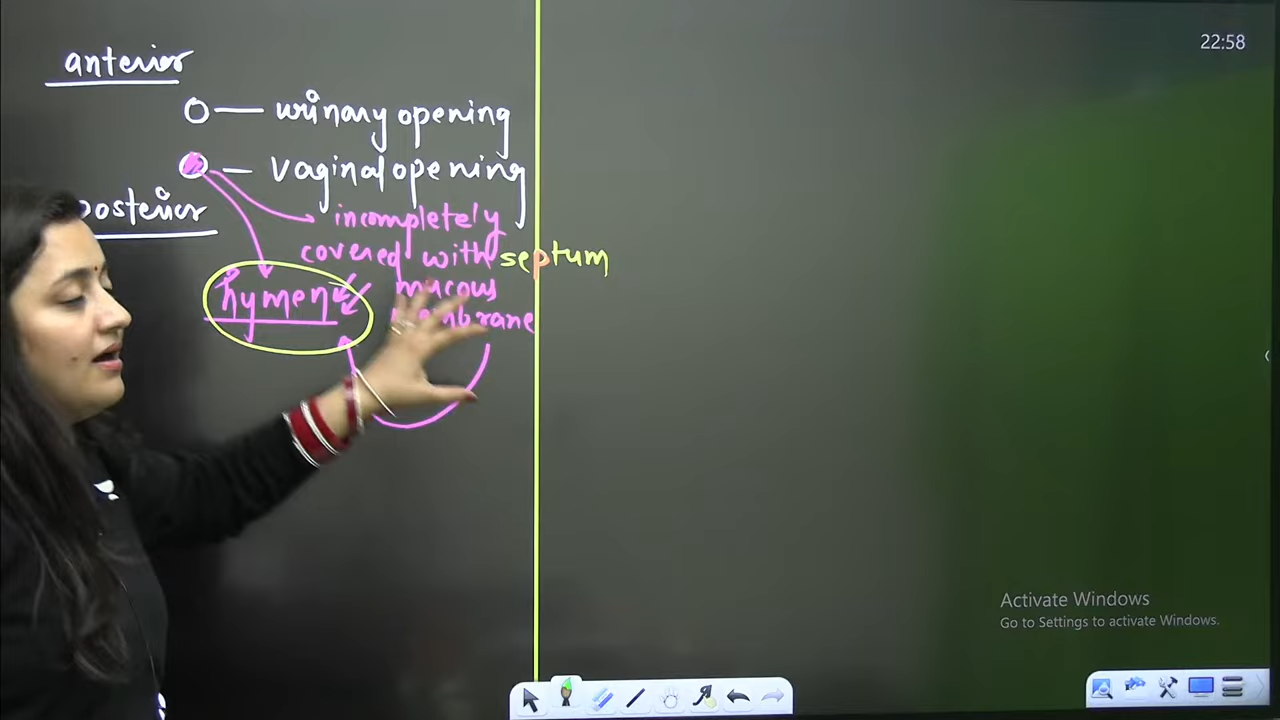 22:58
anterior
urinary opening
vaginal opening
posterior
incompletely
covered with septum
hymen mucous
membrane
Activate Windows
Go to Settings to activate Windows.